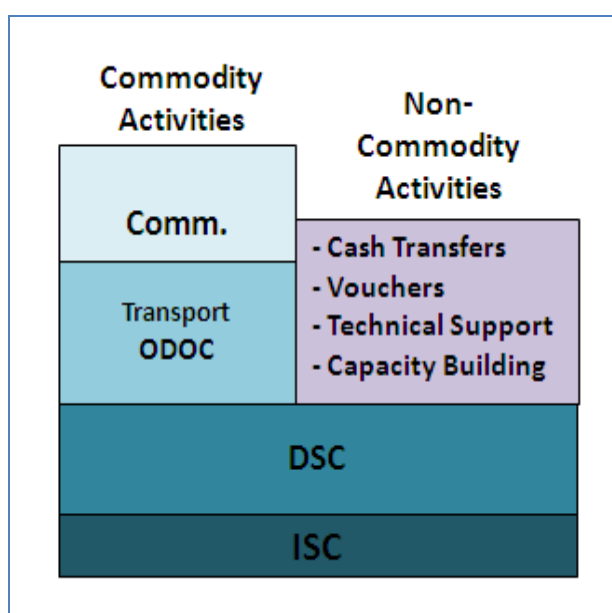 Commodity
Activities
Non-
Commodity
Activities
Comm.
Transport
ODOC
- Cash Transfers
- Vouchers
- Technical Support
- Capacity Building
DSC
ISC